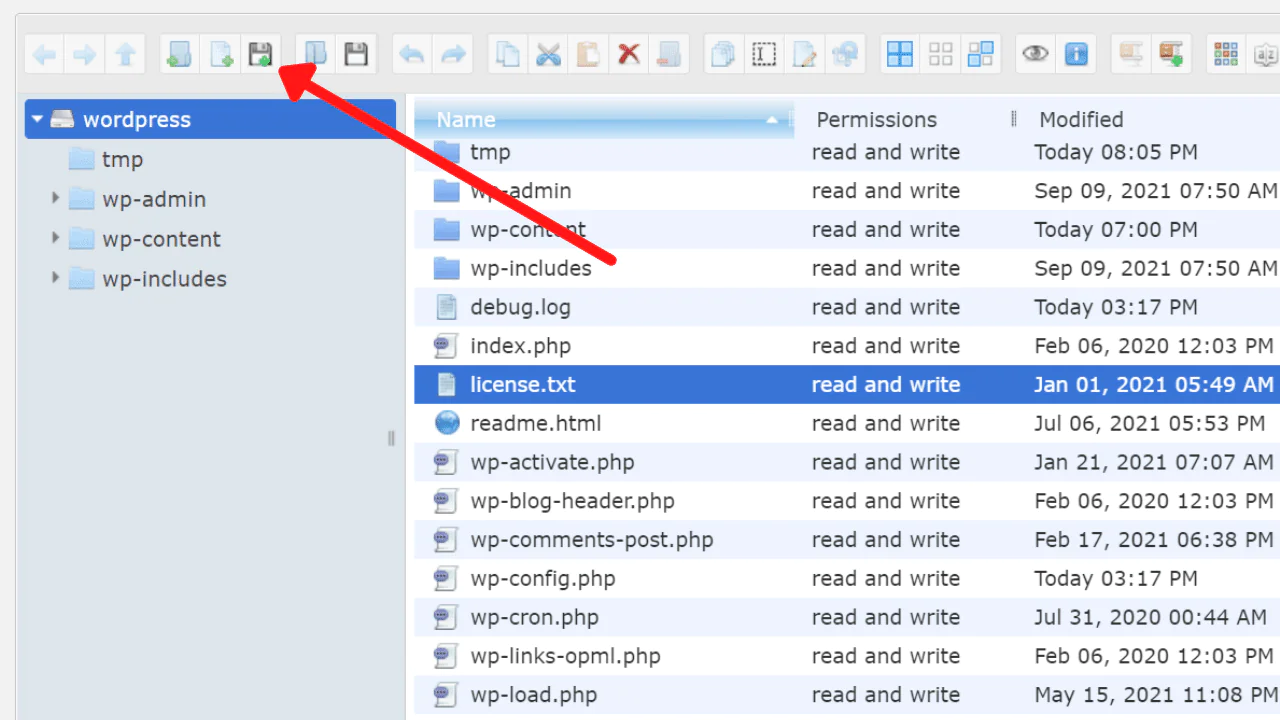 wordpress
tmp
wp-admin
wp-content
wp-includes
Name Permissions Modified
tmp read and write Today 08:05 PM
wp-admin read and write Sep 09, 2021 07:50 AM
wp-content read and write Today 07:00 PM
wp-includes read and write Sep 09, 2021 07:50 AM
debug.log read and write Today 03:17 PM
index.php read and write Feb 06, 2020 12:03 PM
license.txt read and write Jan 01, 2021 05:49 AM
readme.html read and write Jul 06, 2021 05:53 PM
wp-activate.php read and write Jan 21, 2021 07:07 AM
wp-blog-header.php read and write Feb 06, 2020 12:03 PM
wp-comments-post.php read and write Feb 17, 2021 06:38 PM
wp-config.php read and write Today 03:17 PM
wp-cron.php read and write Jul 31, 2020 00:44 AM
wp-links-opml.php read and write Feb 06, 2020 12:03 PM
wp-load.php read and write May 15, 2021 11:08 PM